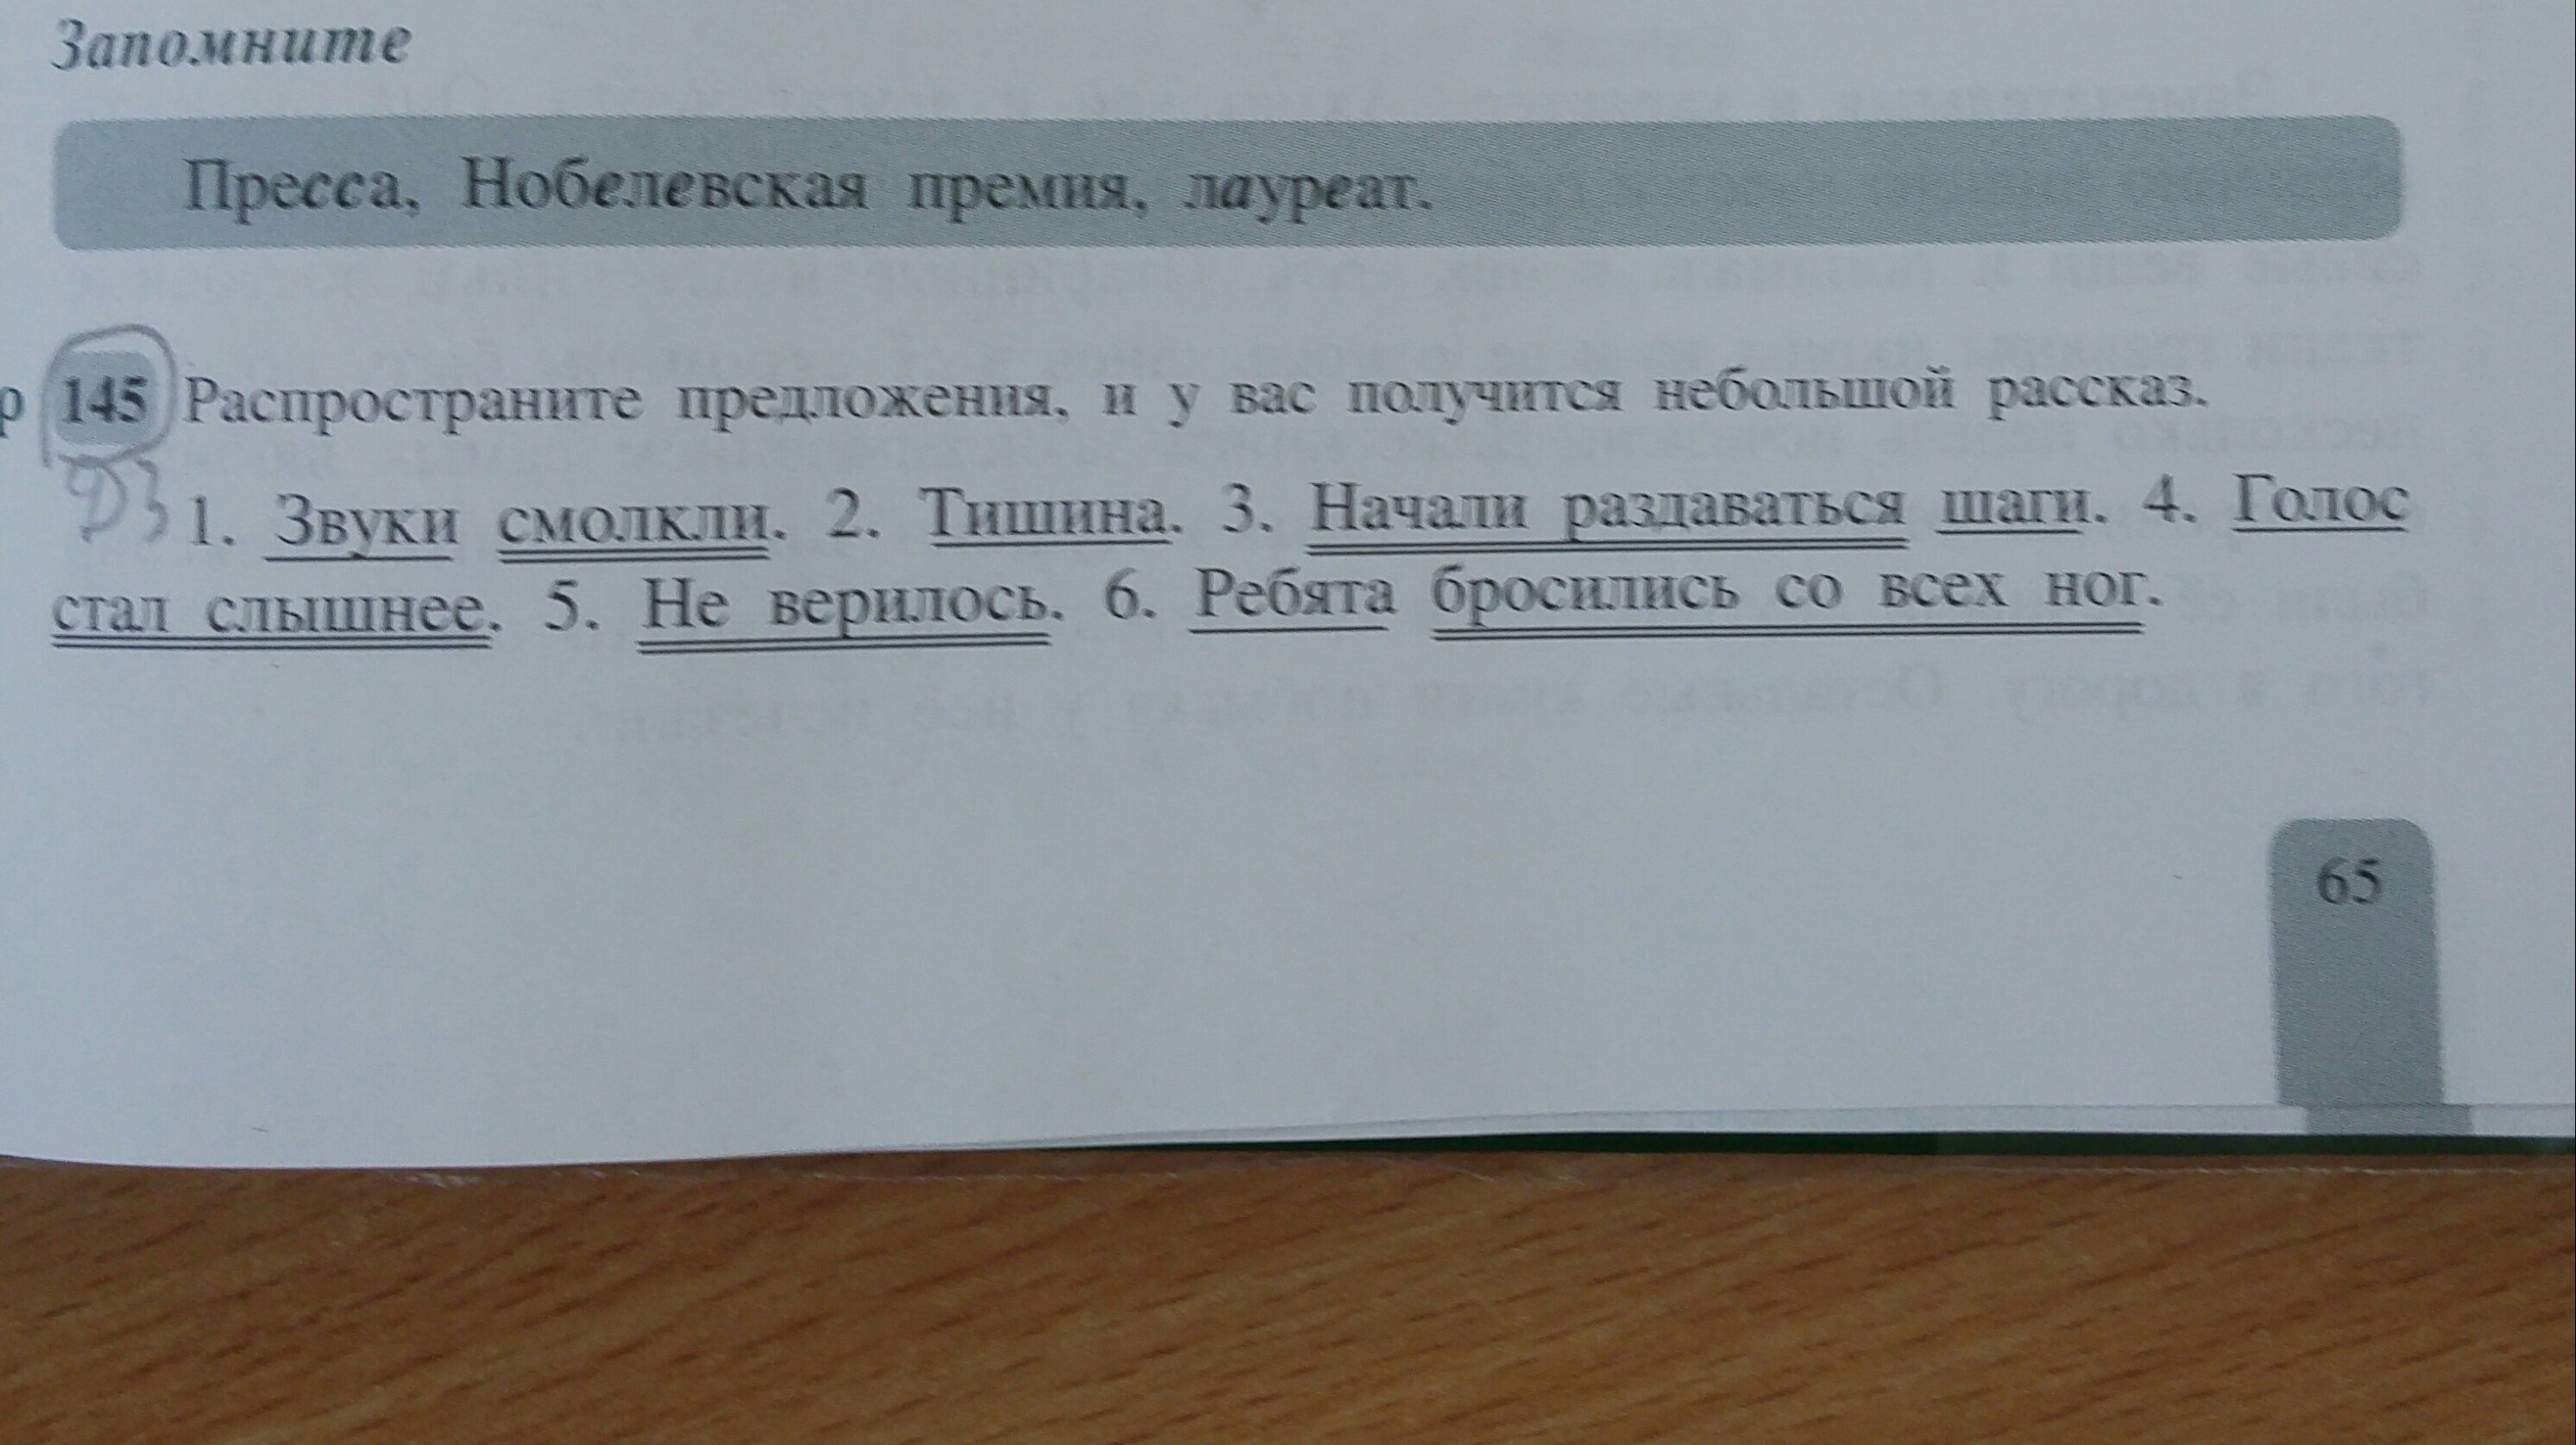 Запомните
Пресса, Нобелевская премия, лауреат.
р 145 Распространите предложения, и у вас получится небольшой рассказ.
ДЗ 1. Звуки смолкли. 2. Тишина. 3. Начали раздаваться шаги. 4. Голос
стал слышнее. 5. Не верилось. 6. Ребята бросились со всех ног.
65